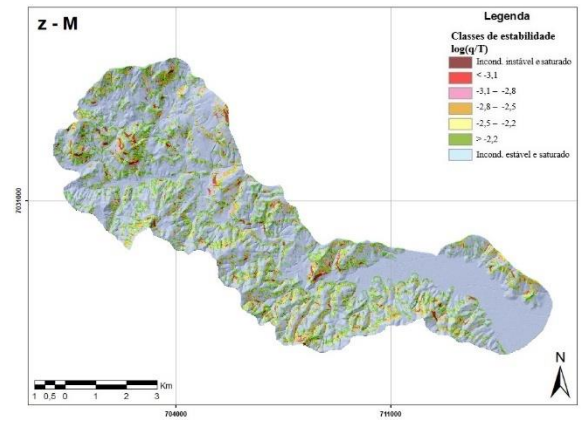 z - M
Legenda
Classes de estabilidade
log(q/T)
Incond. instável e saturado
< -3,1
-3,1 – -2,8
-2,8 – -2,5
-2,5 – -2,2
> -2,2
Incond. estável e saturado
7031000
N
1 0,5 0 1 2 3 Km
704000 711000